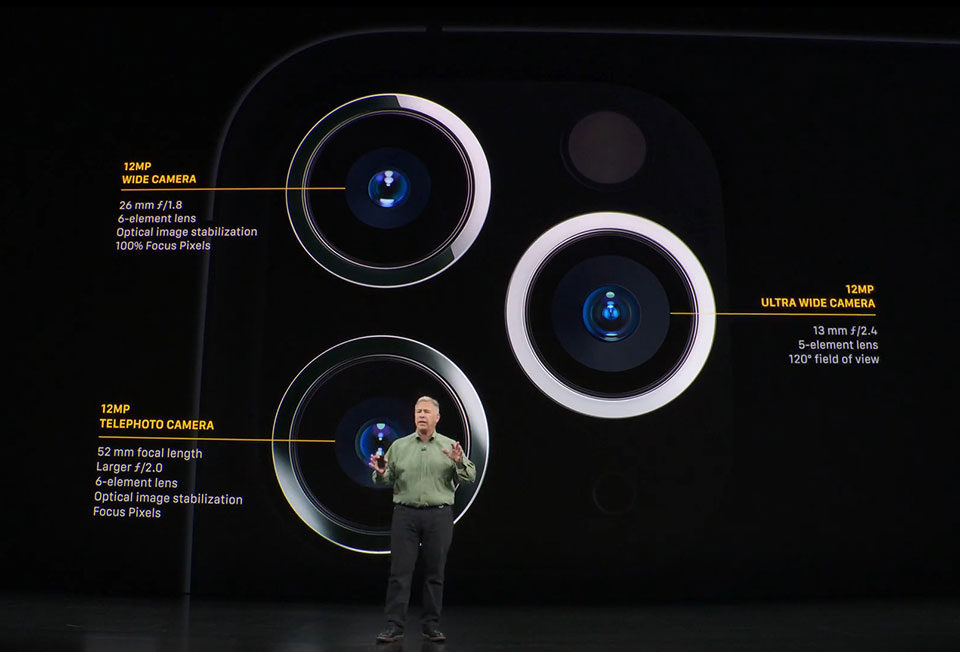 12MP
WIDE CAMERA
26 mm ƒ/1.8
6-element lens
Optical image stabilization
100% Focus Pixels
12MP
ULTRA WIDE CAMERA
13 mm ƒ/2.4
5-element lens
120° field of view
12MP
TELEPHOTO CAMERA
52 mm focal length
Larger ƒ/2.0
6-element lens
Optical image stabilization
Focus Pixels